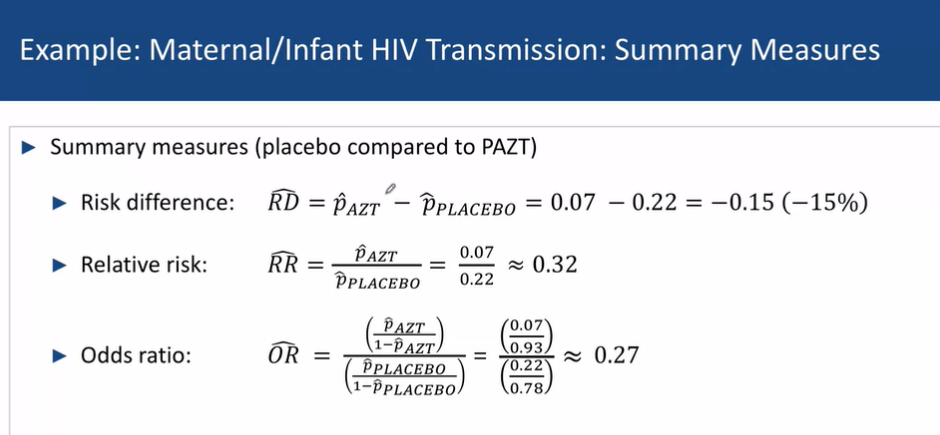 Example: Maternal/Infant HIV Transmission: Summary Measures
► Summary measures (placebo compared to PAZT)
► Risk difference: $\widehat{RD} = \hat{p}_{AZT} - \hat{p}_{PLACEBO} = 0.07 - 0.22 = -0.15\ (-15\%)$
► Relative risk: $\widehat{RR} = \frac{\hat{p}_{AZT}}{\hat{p}_{PLACEBO}} = \frac{0.07}{0.22} \approx 0.32$
► Odds ratio: $\widehat{OR} = \frac{\left(\frac{\hat{p}_{AZT}}{1-\hat{p}_{AZT}}\right)}{\left(\frac{\hat{p}_{PLACEBO}}{1-\hat{p}_{PLACEBO}}\right)} = \frac{\left(\frac{0.07}{0.93}\right)}{\left(\frac{0.22}{0.78}\right)} \approx 0.27$